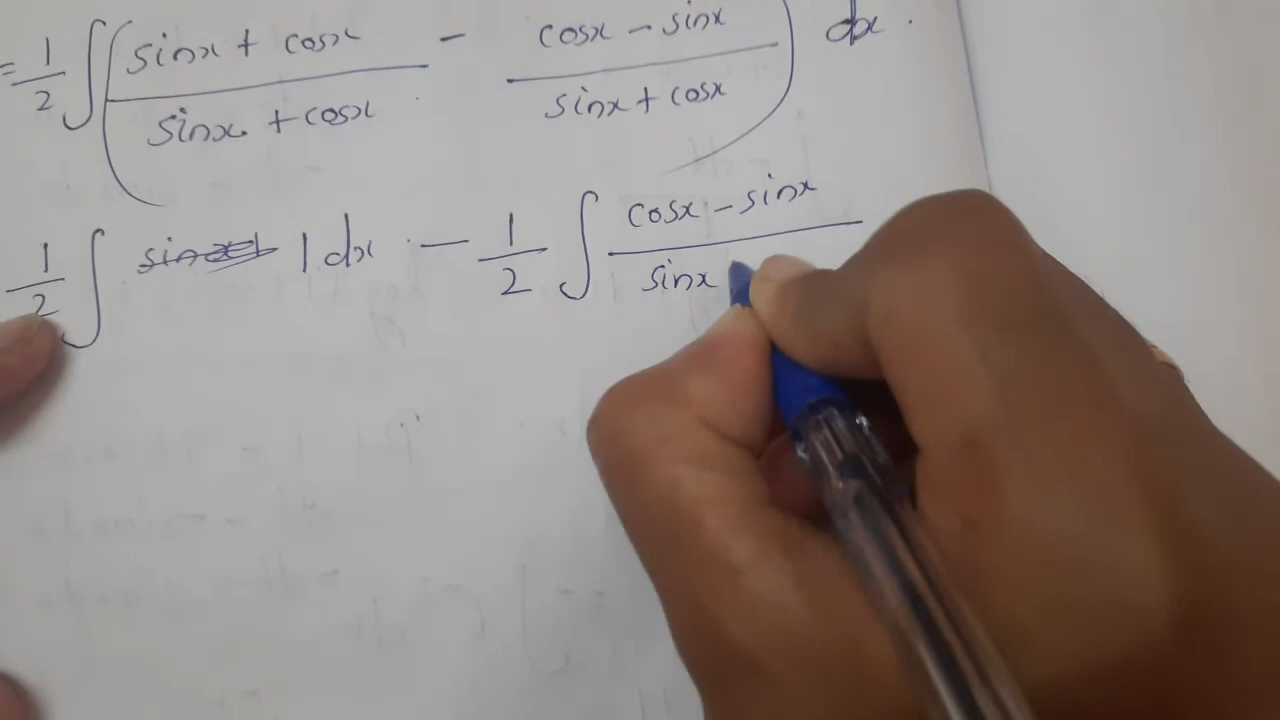 = 1/2 ∫ ( (sinx + cosx)/(sinx + cosx) - (cosx - sinx)/(sinx + cosx) ) dx .
1/2 ∫ 1 dx - 1/2 ∫ (cosx - sinx)/(sinx